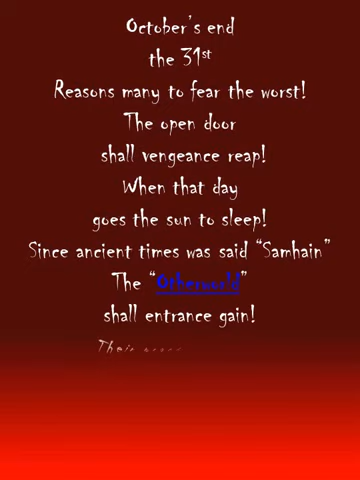 October's end
the 31st
Reasons many to fear the worst!
The open door
shall vengeance reap!
When that day
goes the sun to sleep!
Since ancient times was said “Samhain”
The “Otherworld”
shall entrance gain!
Their